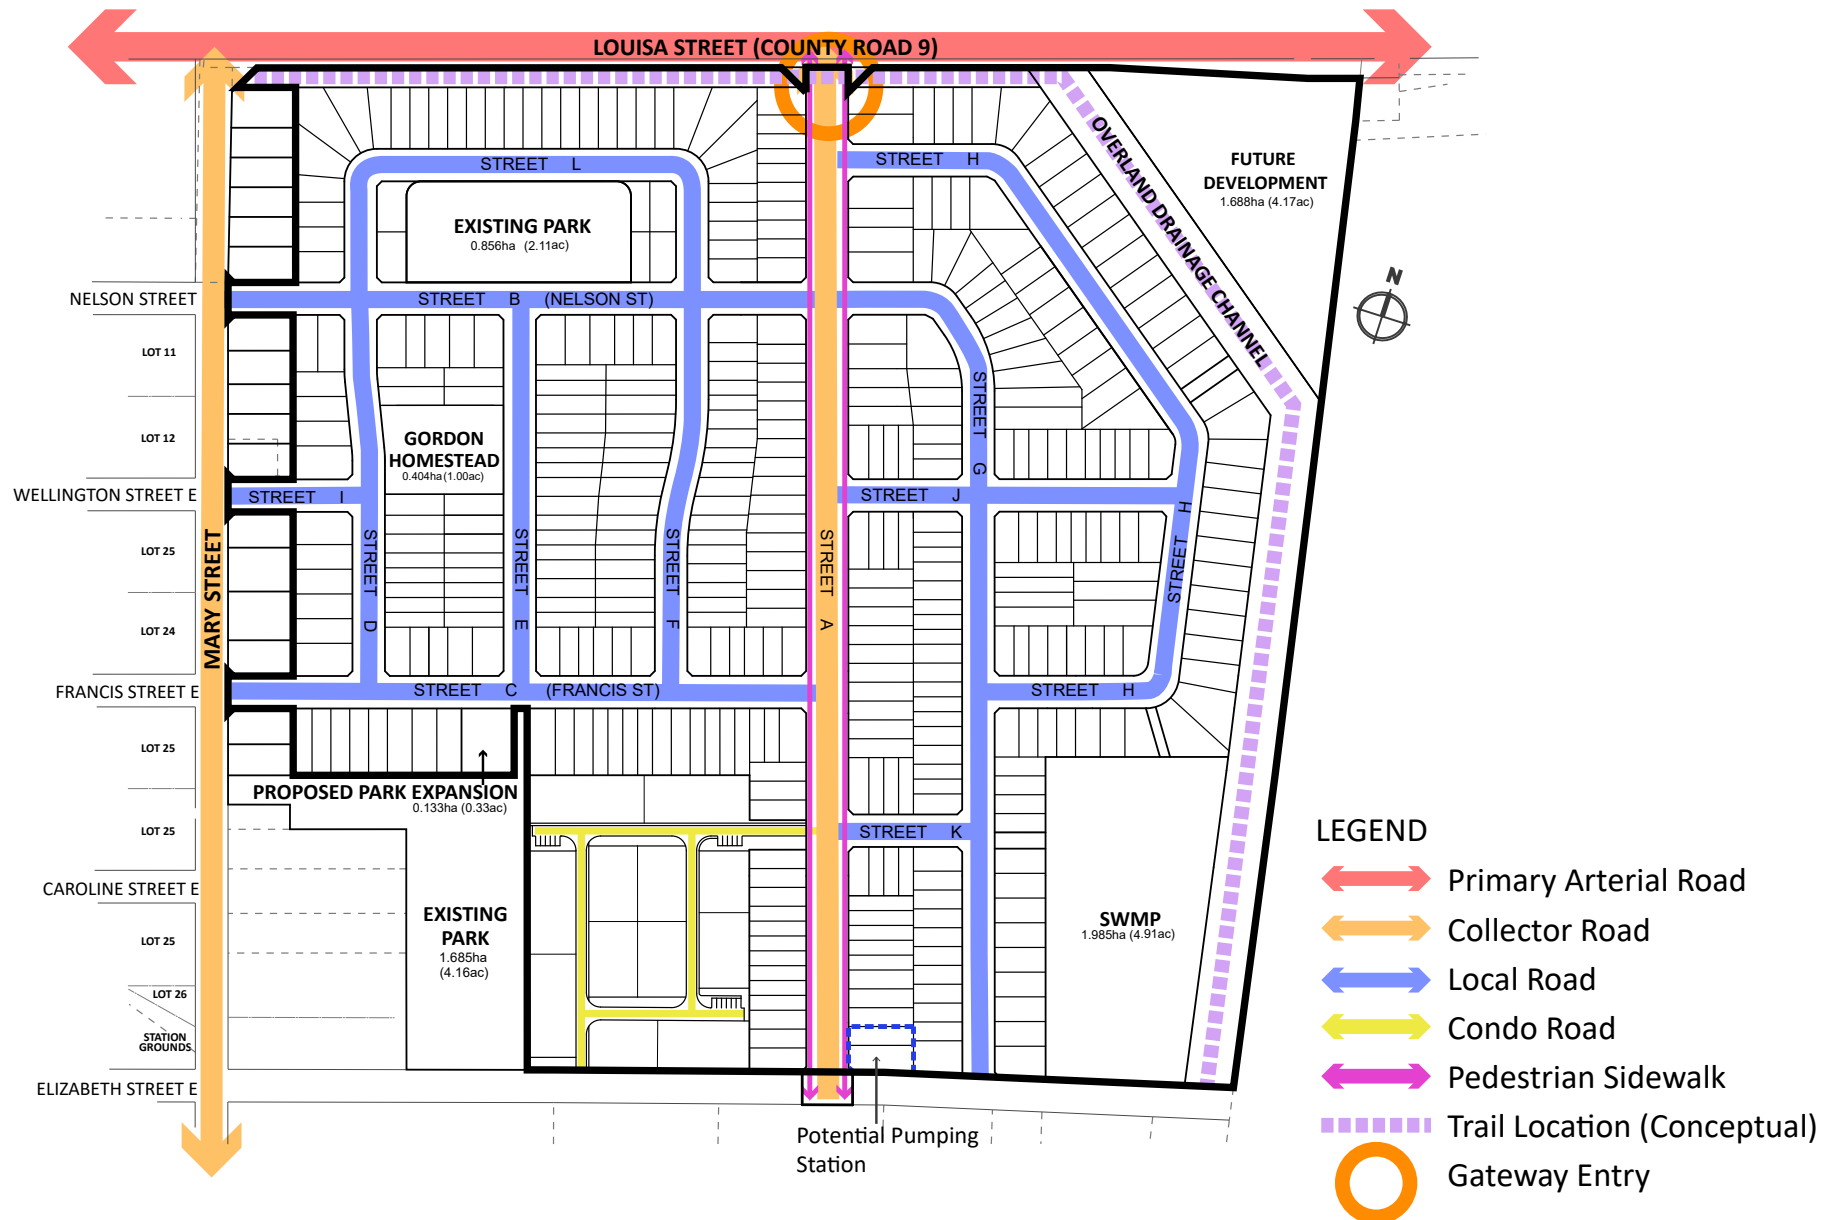 LOUISA STREET (COUNTY ROAD 9)
STREET L
STREET H
OVERLAND DRAINAGE CHANNEL
FUTURE
DEVELOPMENT
1.688ha (4.17ac)
EXISTING PARK
0.856ha (2.11ac)
N
NELSON STREET
STREET B (NELSON ST)
LOT 11
LOT 12
GORDON
HOMESTEAD
0.404ha (1.00ac)
STREET G
WELLINGTON STREET E
STREET I
STREET J
MARY STREET
STREET D
STREET E
STREET F
STREET A
STREET H
LOT 25
LOT 24
FRANCIS STREET E
STREET C (FRANCIS ST)
STREET H
LOT 25
PROPOSED PARK EXPANSION
0.133ha (0.33ac)
LOT 25
STREET K
CAROLINE STREET E
LOT 25
EXISTING
PARK
1.685ha
(4.16ac)
SWMP
1.985ha (4.91ac)
LOT 26
STATION
GROUNDS
ELIZABETH STREET E
Potential Pumping
Station
LEGEND
Primary Arterial Road
Collector Road
Local Road
Condo Road
Pedestrian Sidewalk
Trail Location (Conceptual)
Gateway Entry